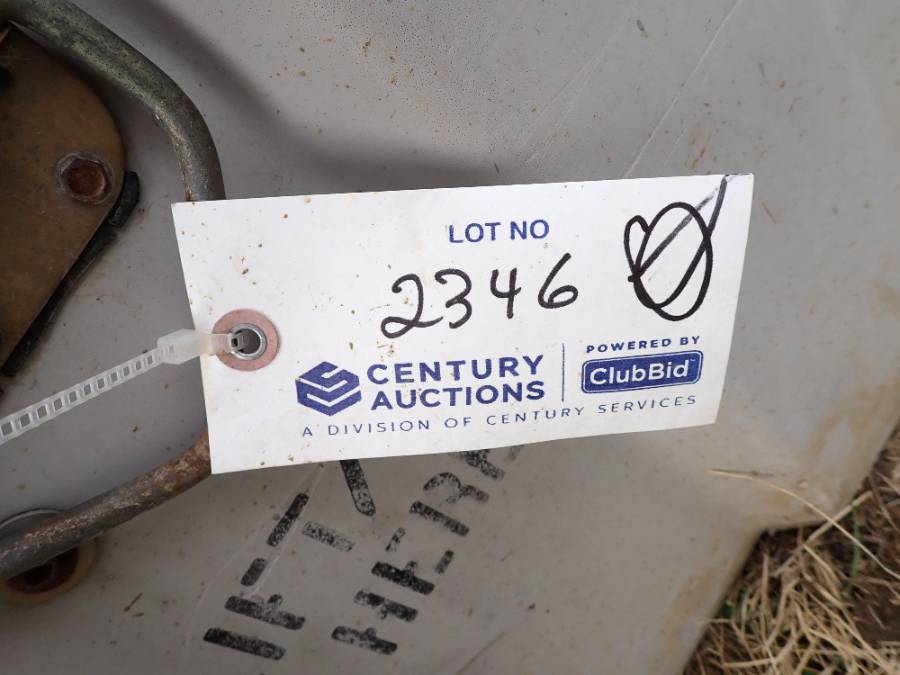 LOT NO
2346
CENTURY
AUCTIONS
POWERED BY
ClubBid
A DIVISION OF CENTURY SERVICES